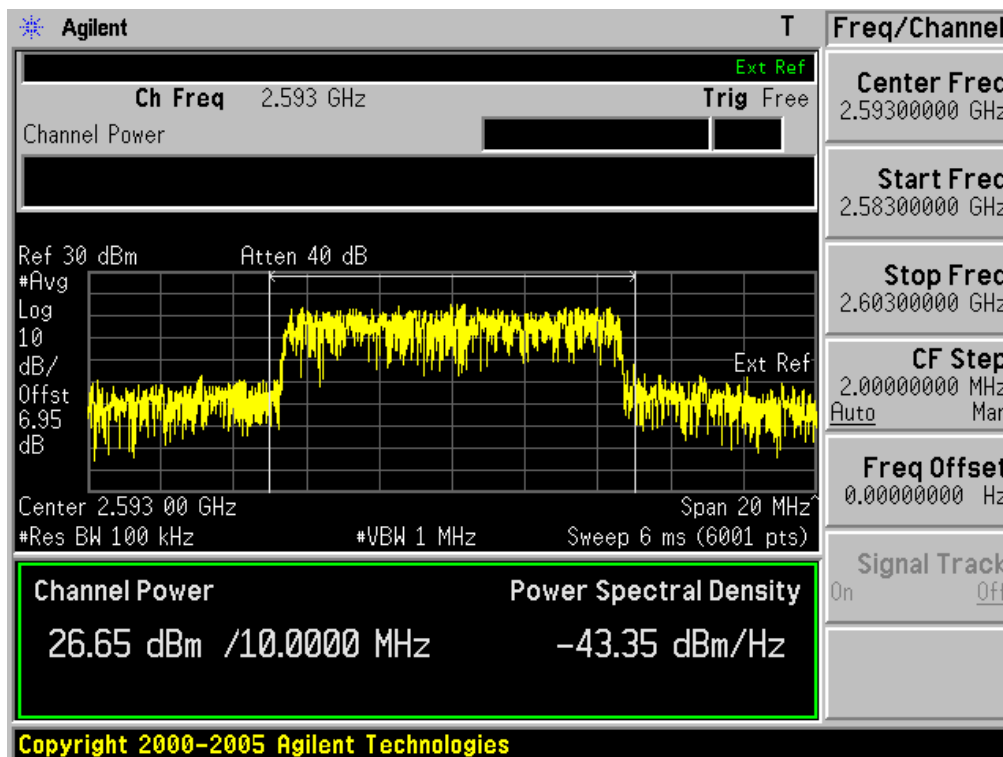 Agilent T
Ext Ref
Ch Freq 2.593 GHz Trig Free
Channel Power
Ref 30 dBm Atten 40 dB
#Avg
Log
10
dB/
Offst
6.95
dB
Ext Ref
Center 2.593 00 GHz Span 20 MHz^
#Res BW 100 kHz #VBW 1 MHz Sweep 6 ms (6001 pts)
Channel Power Power Spectral Density
26.65 dBm /10.0000 MHz -43.35 dBm/Hz
Copyright 2000-2005 Agilent Technologies
Freq/Channel
Center Freq
2.59300000 GHz
Start Freq
2.58300000 GHz
Stop Freq
2.60300000 GHz
CF Step
2.00000000 MHz
Auto Man
Freq Offset
0.00000000 Hz
Signal Track
On Off